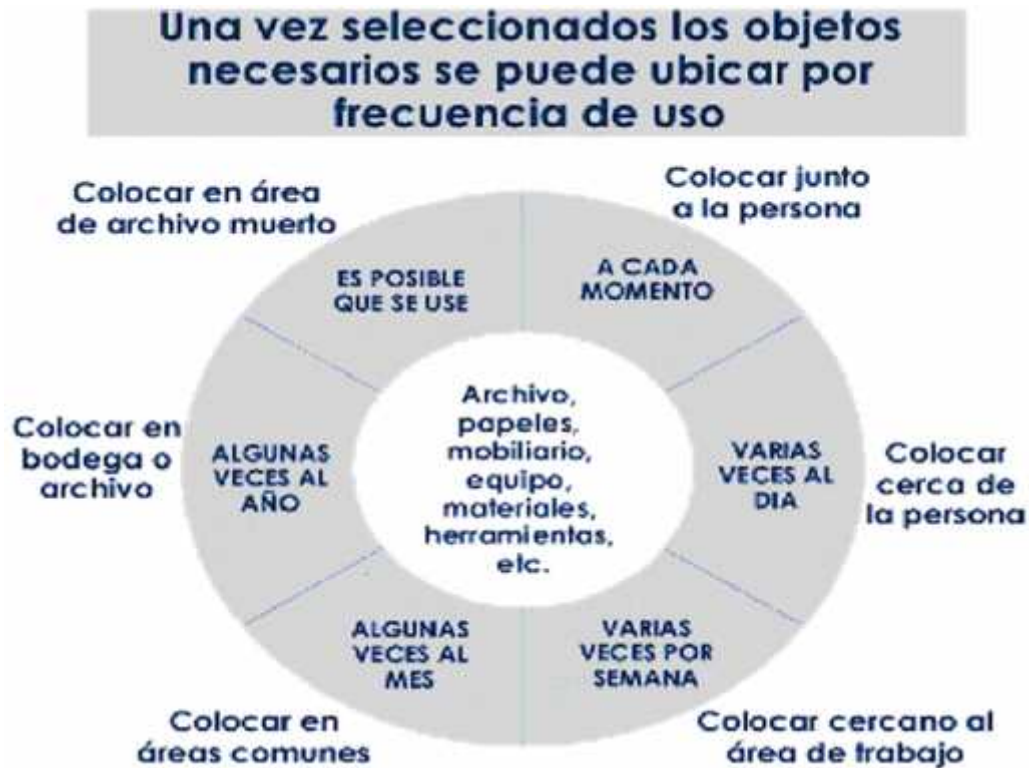 Una vez seleccionados los objetos
necesarios se puede ubicar por
frecuencia de uso
Colocar en área
de archivo muerto
Colocar junto
a la persona
ES POSIBLE
QUE SE USE
A CADA
MOMENTO
Colocar en
bodega o
archivo
ALGUNAS
VECES AL
AÑO
Archivo,
papeles,
mobiliario,
equipo,
materiales,
herramientas,
etc.
VARIAS
VECES AL
DIA
Colocar
cerca de
la persona
ALGUNAS
VECES AL
MES
VARIAS
VECES POR
SEMANA
Colocar en
áreas comunes
Colocar cercano al
área de trabajo